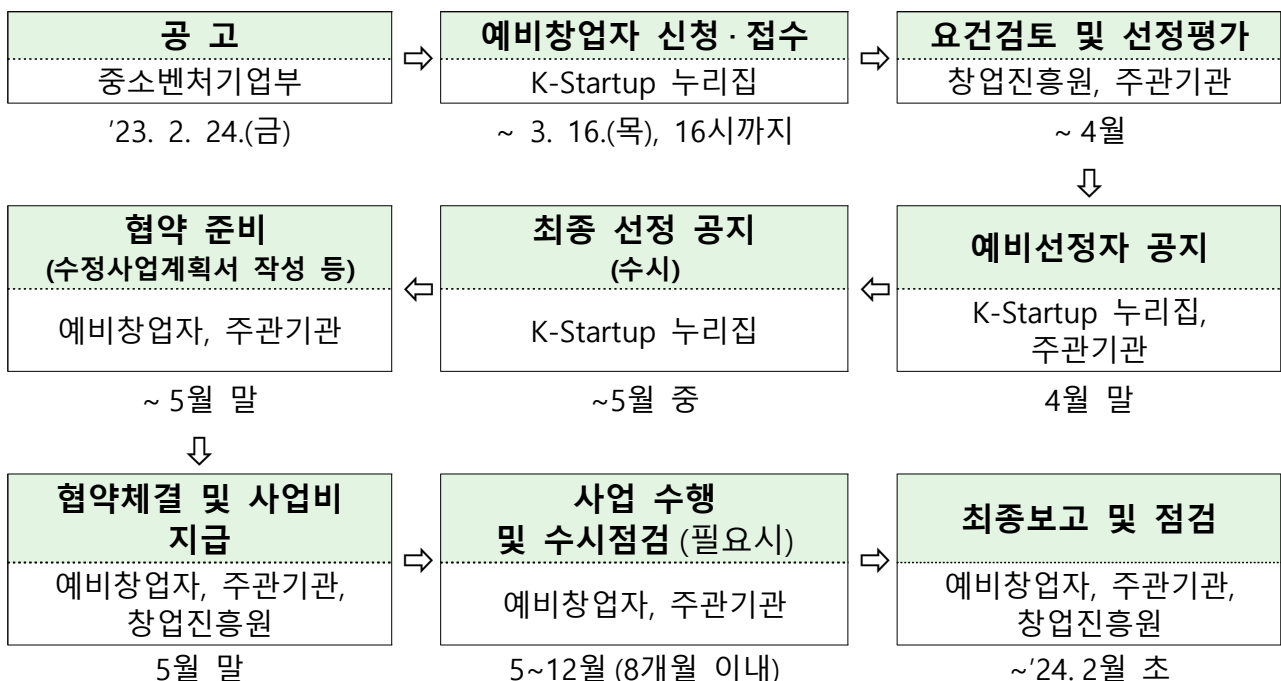 공 고
중소벤처기업부
'23. 2. 24.(금)
⇨
예비창업자 신청 · 접수
K-Startup 누리집
~ 3. 16.(목), 16시까지
⇨
요건검토 및 선정평가
창업진흥원, 주관기관
~ 4월
⇩
예비선정자 공지
K-Startup 누리집,
주관기관
4월 말
⇦
최종 선정 공지
(수시)
K-Startup 누리집
~5월 중
⇦
협약 준비
(수정사업계획서 작성 등)
예비창업자, 주관기관
~ 5월 말
⇩
협약체결 및 사업비
지급
예비창업자, 주관기관,
창업진흥원
5월 말
⇨
사업 수행
및 수시점검 (필요시)
예비창업자, 주관기관
5~12월 (8개월 이내)
⇨
최종보고 및 점검
예비창업자, 주관기관,
창업진흥원
~'24. 2월 초